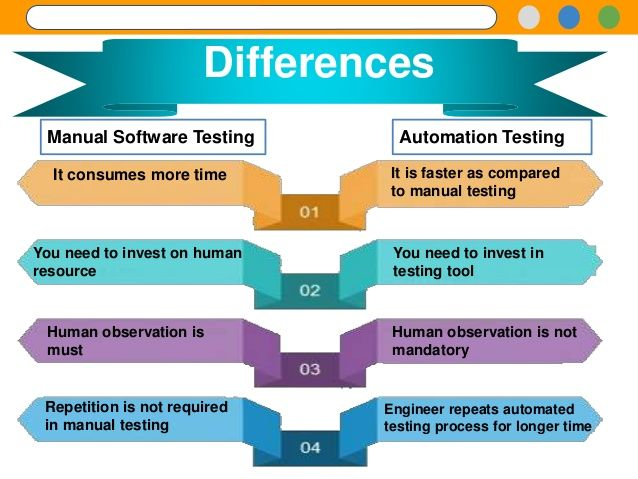 Differences
Manual Software Testing
Automation Testing
It consumes more time
01
It is faster as compared
to manual testing
You need to invest on human
resource
02
You need to invest in
testing tool
Human observation is
must
03
Human observation is not
mandatory
Repetition is not required
in manual testing
04
Engineer repeats automated
testing process for longer time